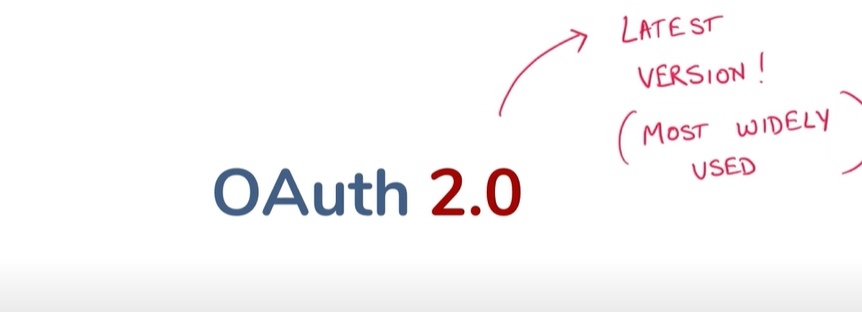 LATEST
VERSION!
(MOST WIDELY
USED)
OAuth 2.0